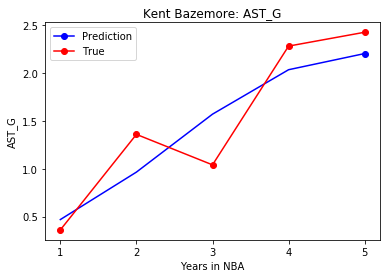 Kent Bazemore: AST_G
Prediction
True
AST_G
2.5
2.0
1.5
1.0
0.5
1 2 3 4 5
Years in NBA